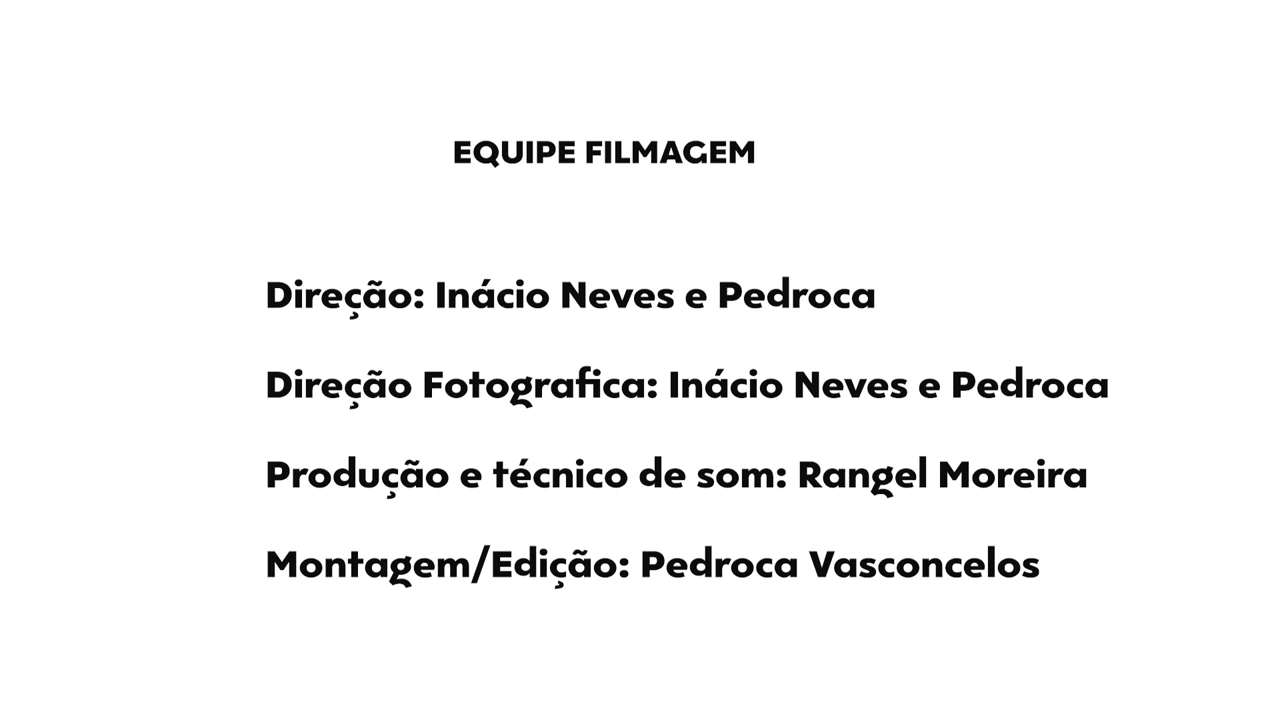 EQUIPE FILMAGEM
Direção: Inácio Neves e Pedroca
Direção Fotografica: Inácio Neves e Pedroca
Produção e técnico de som: Rangel Moreira
Montagem/Edição: Pedroca Vasconcelos